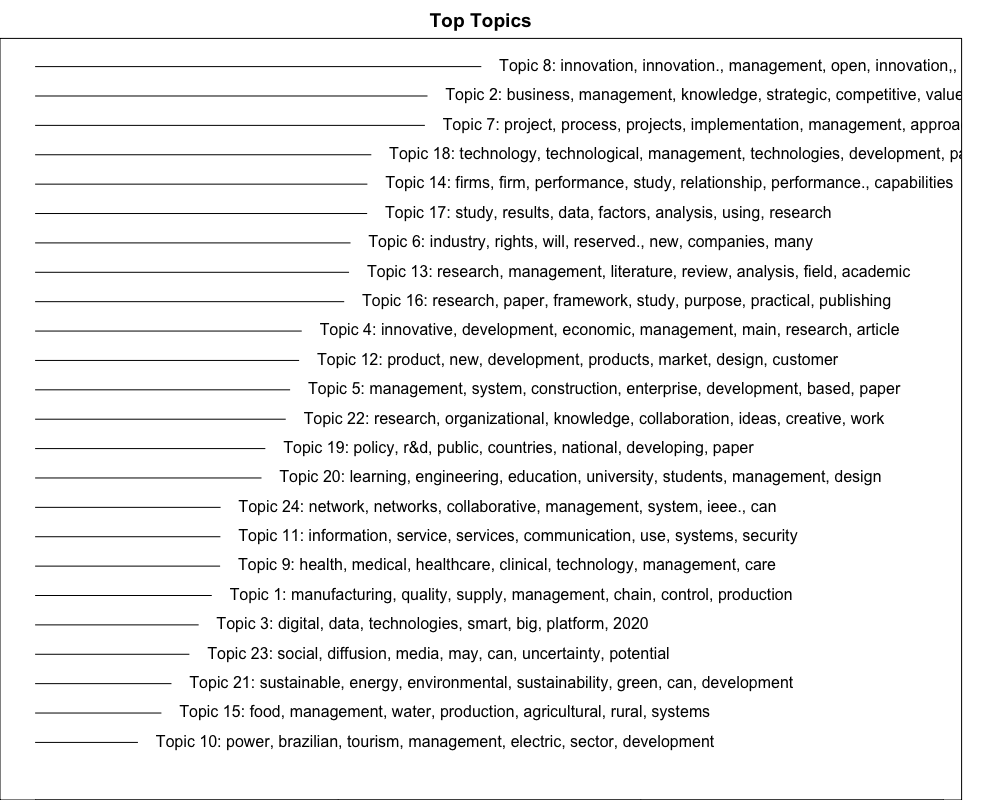 Top Topics
Topic 8: innovation, innovation., management, open, innovation,,
Topic 2: business, management, knowledge, strategic, competitive, value
Topic 7: project, process, projects, implementation, management, approa
Topic 18: technology, technological, management, technologies, development, pa
Topic 14: firms, firm, performance, study, relationship, performance., capabilities
Topic 17: study, results, data, factors, analysis, using, research
Topic 6: industry, rights, will, reserved., new, companies, many
Topic 13: research, management, literature, review, analysis, field, academic
Topic 16: research, paper, framework, study, purpose, practical, publishing
Topic 4: innovative, development, economic, management, main, research, article
Topic 12: product, new, development, products, market, design, customer
Topic 5: management, system, construction, enterprise, development, based, paper
Topic 22: research, organizational, knowledge, collaboration, ideas, creative, work
Topic 19: policy, r&d, public, countries, national, developing, paper
Topic 20: learning, engineering, education, university, students, management, design
Topic 24: network, networks, collaborative, management, system, ieee., can
Topic 11: information, service, services, communication, use, systems, security
Topic 9: health, medical, healthcare, clinical, technology, management, care
Topic 1: manufacturing, quality, supply, management, chain, control, production
Topic 3: digital, data, technologies, smart, big, platform, 2020
Topic 23: social, diffusion, media, may, can, uncertainty, potential
Topic 21: sustainable, energy, environmental, sustainability, green, can, development
Topic 15: food, management, water, production, agricultural, rural, systems
Topic 10: power, brazilian, tourism, management, electric, sector, development